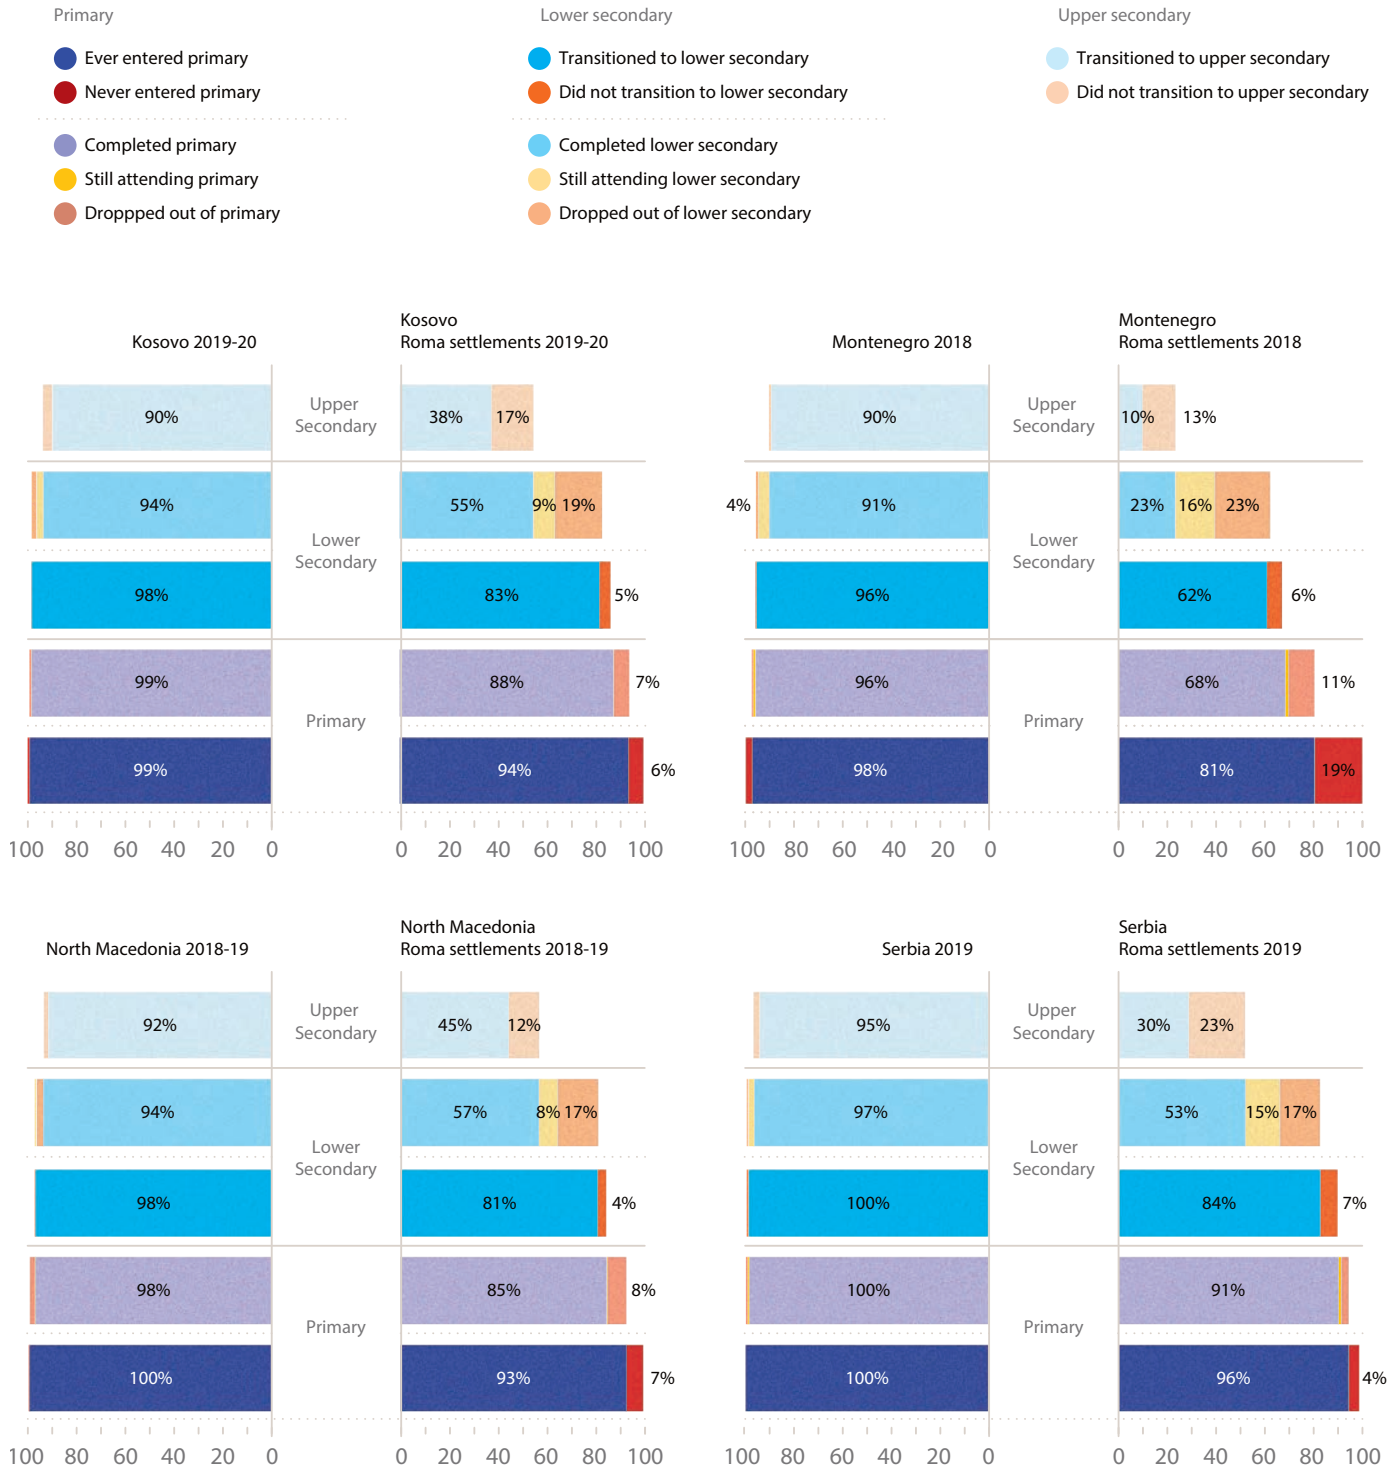 Primary
Ever entered primary
Never entered primary
Completed primary
Still attending primary
Droppped out of primary
Lower secondary
Transitioned to lower secondary
Did not transition to lower secondary
Completed lower secondary
Still attending lower secondary
Dropped out of lower secondary
Upper secondary
Transitioned to upper secondary
Did not transition to upper secondary
Kosovo 2019-20
Kosovo
Roma settlements 2019-20
90%
Upper
Secondary
38% 17%
94%
Lower
Secondary
55% 9% 19%
98%
83% 5%
99%
Primary
88% 7%
99%
94% 6%
100 80 60 40 20 0
0 20 40 60 80 100
Montenegro 2018
Montenegro
Roma settlements 2018
90%
Upper
Secondary
10% 13%
4% 91%
Lower
Secondary
23% 16% 23%
96%
62% 6%
96%
Primary
68% 11%
98%
81% 19%
100 80 60 40 20 0
0 20 40 60 80 100
North Macedonia 2018-19
North Macedonia
Roma settlements 2018-19
92%
Upper
Secondary
45% 12%
94%
Lower
Secondary
57% 8% 17%
98%
81% 4%
98%
Primary
85% 8%
100%
93% 7%
100 80 60 40 20 0
0 20 40 60 80 100
Serbia 2019
Serbia
Roma settlements 2019
95%
Upper
Secondary
30% 23%
97%
Lower
Secondary
53% 15% 17%
100%
84% 7%
100%
Primary
91%
100%
96% 4%
100 80 60 40 20 0
0 20 40 60 80 100